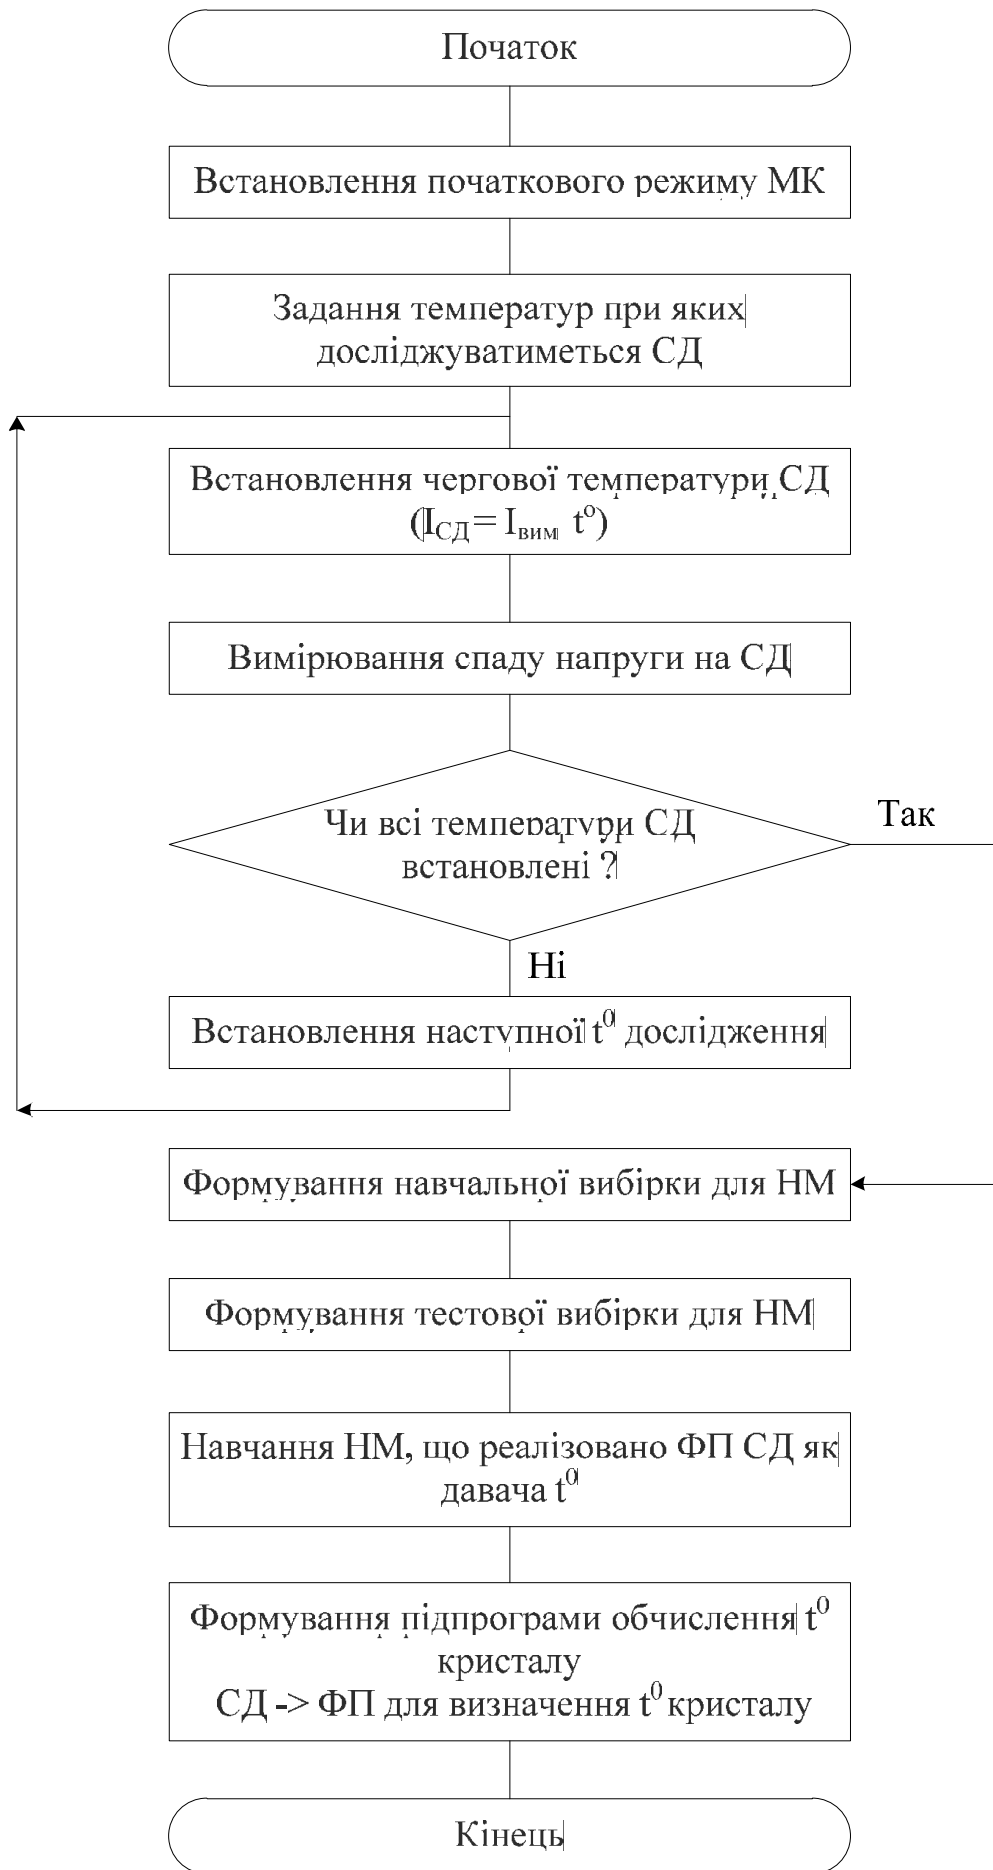 Початок
Встановлення початкового режиму МК
Задання температур при яких
досліджуватиметься СД
Встановлення чергової температури СД
(IСД = Iвим t°)
Вимірювання спаду напруги на СД
Чи всі температури СД
встановлені ?
Так
Ні
Встановлення наступної t⁰ дослідження
Формування навчальної вибірки для НМ
Формування тестової вибірки для НМ
Навчання НМ, що реалізовано ФП СД як
давача t⁰
Формування підпрограми обчислення t⁰
кристалу
СД -> ФП для визначення t⁰ кристалу
Кінець